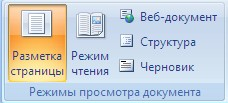 Разметка
страницы
Режим
чтения
Веб-документ
Структура
Черновик
Режимы просмотра документа